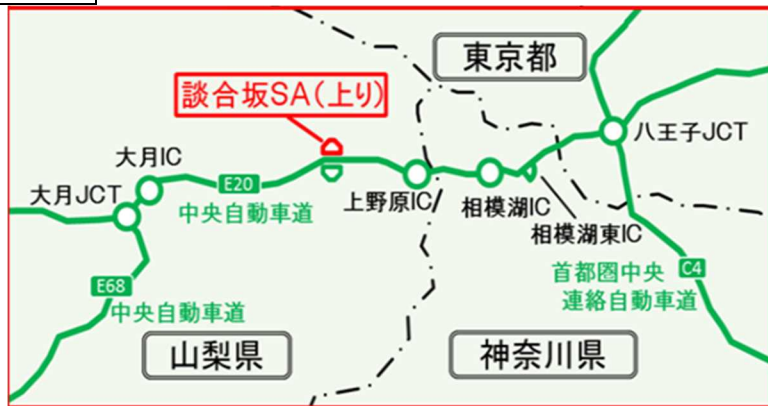 東京都
談合坂SA(上り)
八王子JCT
大月IC
大月JCT
E20
中央自動車道
上野原IC
相模湖IC
相模湖東IC
首都圏中央
連絡自動車道
C4
E68
中央自動車道
山梨県
神奈川県